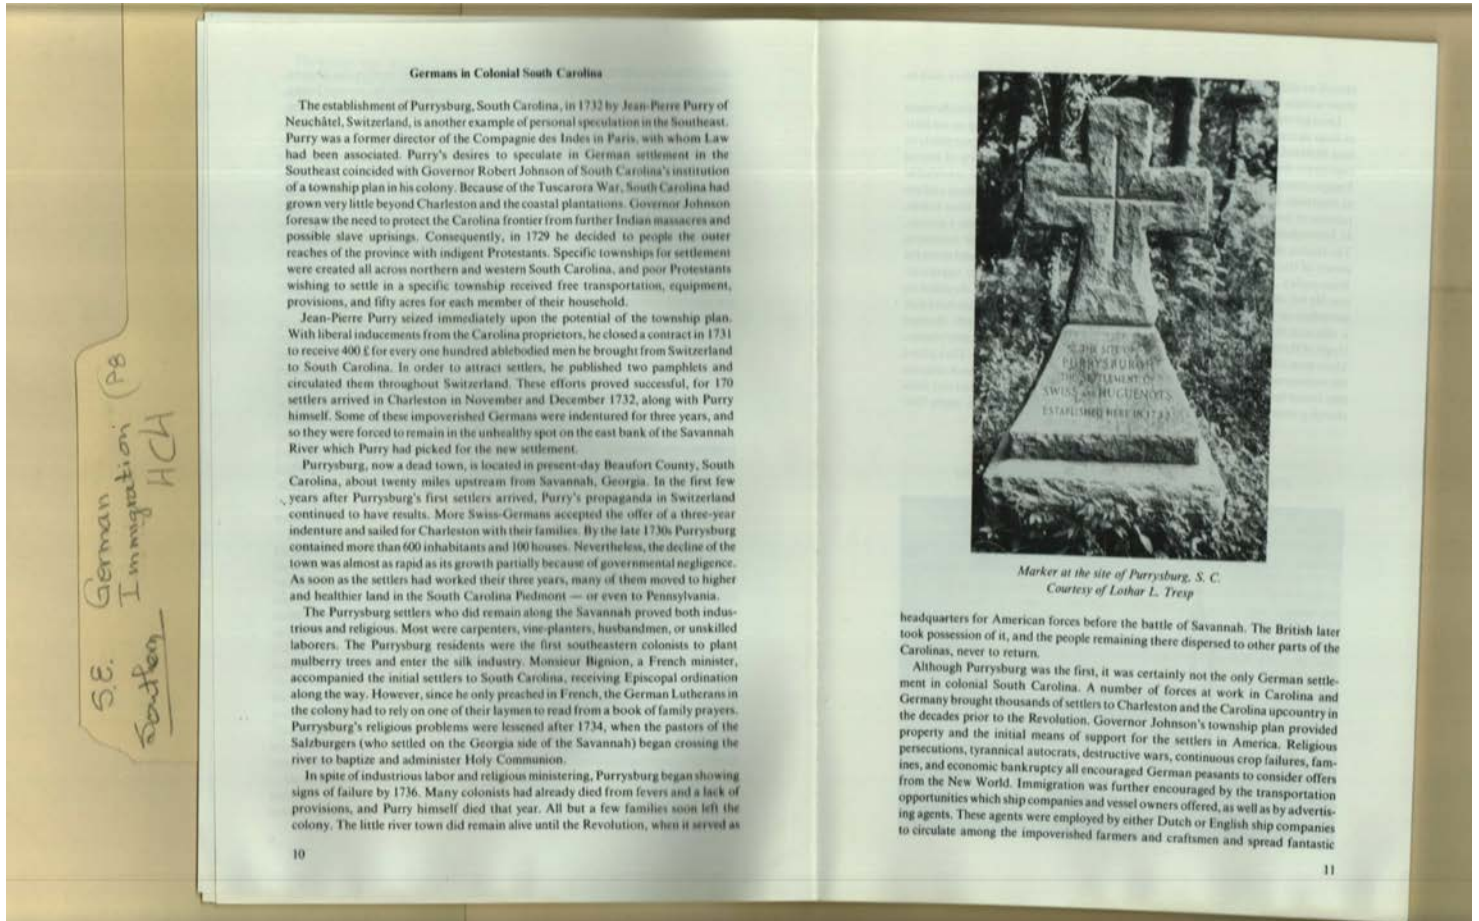 S.E. German
Immigration (P8
Southern HCH
Germans in Colonial South Carolina
The establishment of Purrysburg, South Carolina, in 1732 by Jean-Pierre Purry of
Neuchâtel, Switzerland, is another example of personal speculation in the Southeast.
Purry was a former director of the Compagnie des Indes in Paris, with whom Law
had been associated. Purry's desires to speculate in German settlement in the
Southeast coincided with Governor Robert Johnson of South Carolina's institution
of a township plan in his colony. Because of the Tuscarora War, South Carolina had
grown very little beyond Charleston and the coastal plantations. Governor Johnson
foresaw the need to protect the Carolina frontier from further Indian massacres and
possible slave uprisings. Consequently, in 1729 he decided to people the outer
reaches of the province with indigent Protestants. Specific townships for settlement
were created all across northern and western South Carolina, and poor Protestants
wishing to settle in a specific township received free transportation, equipment,
provisions, and fifty acres for each member of their household.
Jean-Pierre Purry seized immediately upon the potential of the township plan.
With liberal inducements from the Carolina proprietors, he closed a contract in 1731
to receive 400 £ for every one hundred ablebodied men he brought from Switzerland
to South Carolina. In order to attract settlers, he published two pamphlets and
circulated them throughout Switzerland. These efforts proved successful, for 170
settlers arrived in Charleston in November and December 1732, along with Purry
himself. Some of these impoverished Germans were indentured for three years, and
so they were forced to remain in the unhealthy spot on the east bank of the Savannah
River which Purry had picked for the new settlement.
Purrysburg, now a dead town, is located in present-day Beaufort County, South
Carolina, about twenty miles upstream from Savannah, Georgia. In the first few
years after Purrysburg's first settlers arrived, Purry's propaganda in Switzerland
continued to have results. More Swiss-Germans accepted the offer of a three-year
indenture and sailed for Charleston with their families. By the late 1730s Purrysburg
contained more than 600 inhabitants and 100 houses. Nevertheless, the decline of the
town was almost as rapid as its growth partially because of governmental negligence.
As soon as the settlers had worked their three years, many of them moved to higher
and healthier land in the South Carolina Piedmont — or even to Pennsylvania.
The Purrysburg settlers who did remain along the Savannah proved both indus-
trious and religious. Most were carpenters, vine-planters, husbandmen, or unskilled
laborers. The Purrysburg residents were the first southeastern colonists to plant
mulberry trees and enter the silk industry. Monsieur Bignion, a French minister,
accompanied the initial settlers to South Carolina, receiving Episcopal ordination
along the way. However, since he only preached in French, the German Lutherans in
the colony had to rely on one of their laymen to read from a book of family prayers.
Purrysburg's religious problems were lessened after 1734, when the pastors of the
Salzburgers (who settled on the Georgia side of the Savannah) began crossing the
river to baptize and administer Holy Communion.
In spite of industrious labor and religious ministering, Purrysburg began showing
signs of failure by 1736. Many colonists had already died from fevers and a lack of
provisions, and Purry himself died that year. All but a few families soon left the
colony. The little river town did remain alive until the Revolution, when it served as
10
THE SITE OF
PURRYSBURGH
THE SETTLEMENT OF
SWISS AND HUGUENOTS
ESTABLISHED HERE IN 1732
Marker at the site of Purrysburg, S. C.
Courtesy of Lothar L. Tresp
headquarters for American forces before the battle of Savannah. The British later
took possession of it, and the people remaining there dispersed to other parts of the
Carolinas, never to return.
Although Purrysburg was the first, it was certainly not the only German settle-
ment in colonial South Carolina. A number of forces at work in Carolina and
Germany brought thousands of settlers to Charleston and the Carolina upcountry in
the decades prior to the Revolution. Governor Johnson's township plan provided
property and the initial means of support for the settlers in America. Religious
persecutions, tyrannical autocrats, destructive wars, continuous crop failures, fam-
ines, and economic bankruptcy all encouraged German peasants to consider offers
from the New World. Immigration was further encouraged by the transportation
opportunities which ship companies and vessel owners offered, as well as by advertis-
ing agents. These agents were employed by either Dutch or English ship companies
to circulate among the impoverished farmers and craftsmen and spread fantastic
11